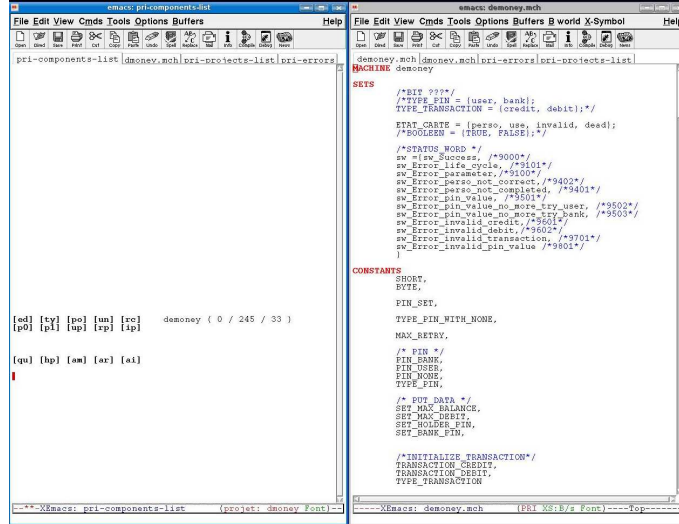 emacs: pri-components-list
File Edit View Cmds Tools Options Buffers Help
Open Dired Save Print Cut Copy Paste Undo Spell Replace Mail Info Compile Debug News
pri-components-list dmoney.mch pri-projects-list pri-errors
[ed] [ty] [po] [un] [rc] demoney ( 0 / 245 / 33 )
[p0] [p1] [up] [rp] [ip]
[qu] [hp] [am] [ar] [ai]
--**-XEmacs: pri-components-list (projet: dmoney Font)--
emacs: demoney.mch
File Edit View Cmds Tools Options Buffers B world X-Symbol Help
Open Dired Save Print Cut Copy Paste Undo Spell Replace Mail Info Compile Debug News
demoney.mch dmoney.mch pri-errors pri-projects-list
MACHINE demoney
SETS
/*BIT ???*/
/*TYPE_PIN = {user, bank};
TYPE_TRANSACTION = {credit, debit};*/
ETAT_CARTE = {perso, use, invalid, dead};
/*BOOLEEN = {TRUE, FALSE};*/
/*STATUS_WORD */
sw ={sw_Success, /*9000*/
sw_Error_life_cycle, /*9101*/
sw_Error_parameter,/*9100*/
sw_Error_perso_not_correct,/*9402*/
sw_Error_perso_not_completed, /*9401*/
sw_Error_pin_value, /*9501*/
sw_Error_pin_value_no_more_try_user, /*9502*/
sw_Error_pin_value_no_more_try_bank, /*9503*/
sw_Error_invalid_credit,/*9601*/
sw_Error_invalid_debit,/*9602*/
sw_Error_invalid_transaction, /*9701*/
sw_Error_invalid_pin_value /*9801*/
}
CONSTANTS
SHORT,
BYTE,
PIN_SET,
TYPE_PIN_WITH_NONE,
MAX_RETRY,
/* PIN */
PIN_BANK,
PIN_USER,
PIN_NONE,
TYPE_PIN,
/* PUT_DATA */
SET_MAX_BALANCE,
SET_MAX_DEBIT,
SET_HOLDER_PIN,
SET_BANK_PIN,
/*INITIALIZE_TRANSACTION*/
TRANSACTION_CREDIT,
TRANSACTION_DEBIT,
TYPE_TRANSACTION
-----XEmacs: demoney.mch (PRI XS:B/s Font)----Top------